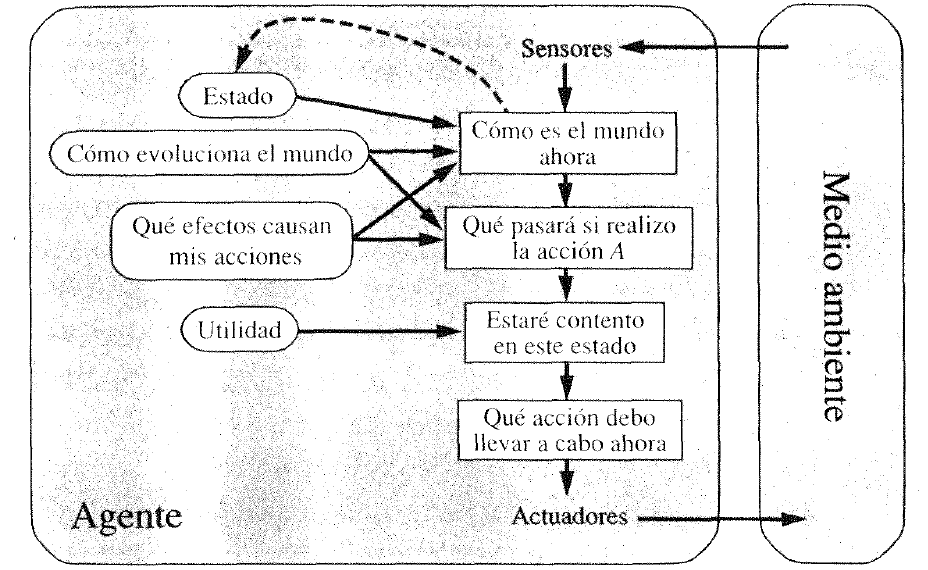 Sensores
Estado
Cómo es el mundo
ahora
Cómo evoluciona el mundo
Qué efectos causan
mis acciones
Qué pasará si realizo
la acción A
Utilidad
Estaré contento
en este estado
Qué acción debo
llevar a cabo ahora
Agente
Actuadores
Medio ambiente